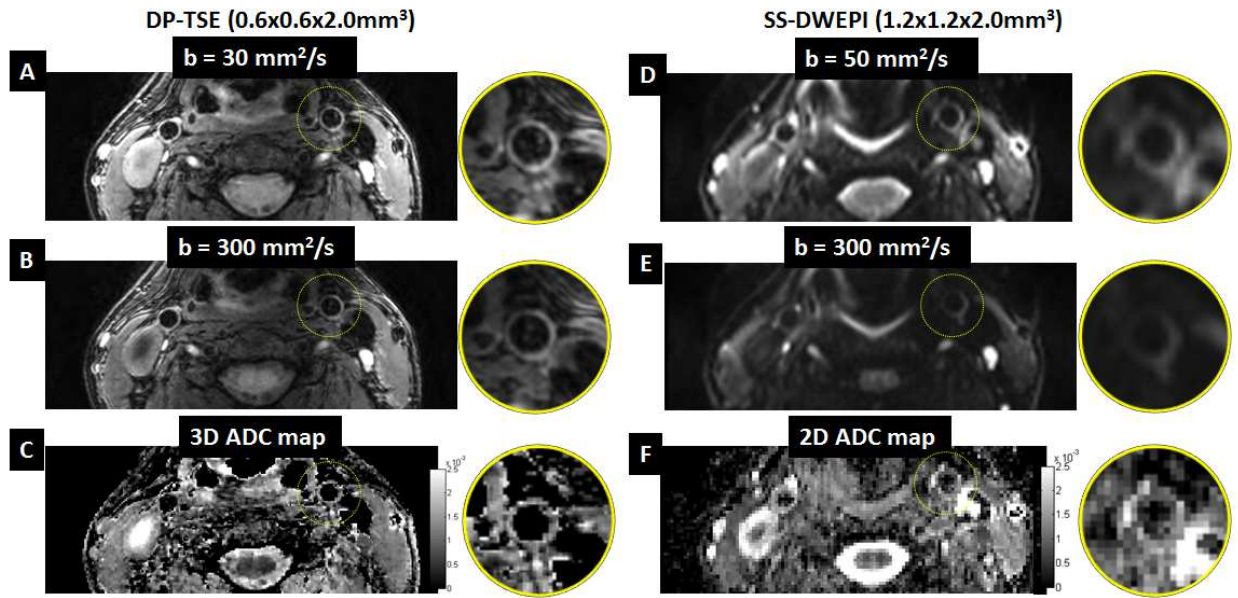 DP-TSE (0.6x0.6x2.0mm³)
SS-DWEPI (1.2x1.2x2.0mm³)
A
b = 30 mm²/s
D
b = 50 mm²/s
B
b = 300 mm²/s
E
b = 300 mm²/s
C
3D ADC map
x 10⁻³
2.5
2
1.5
1
0.5
0
F
2D ADC map
x 10⁻³
2.5
2
1.5
1
0.5
0